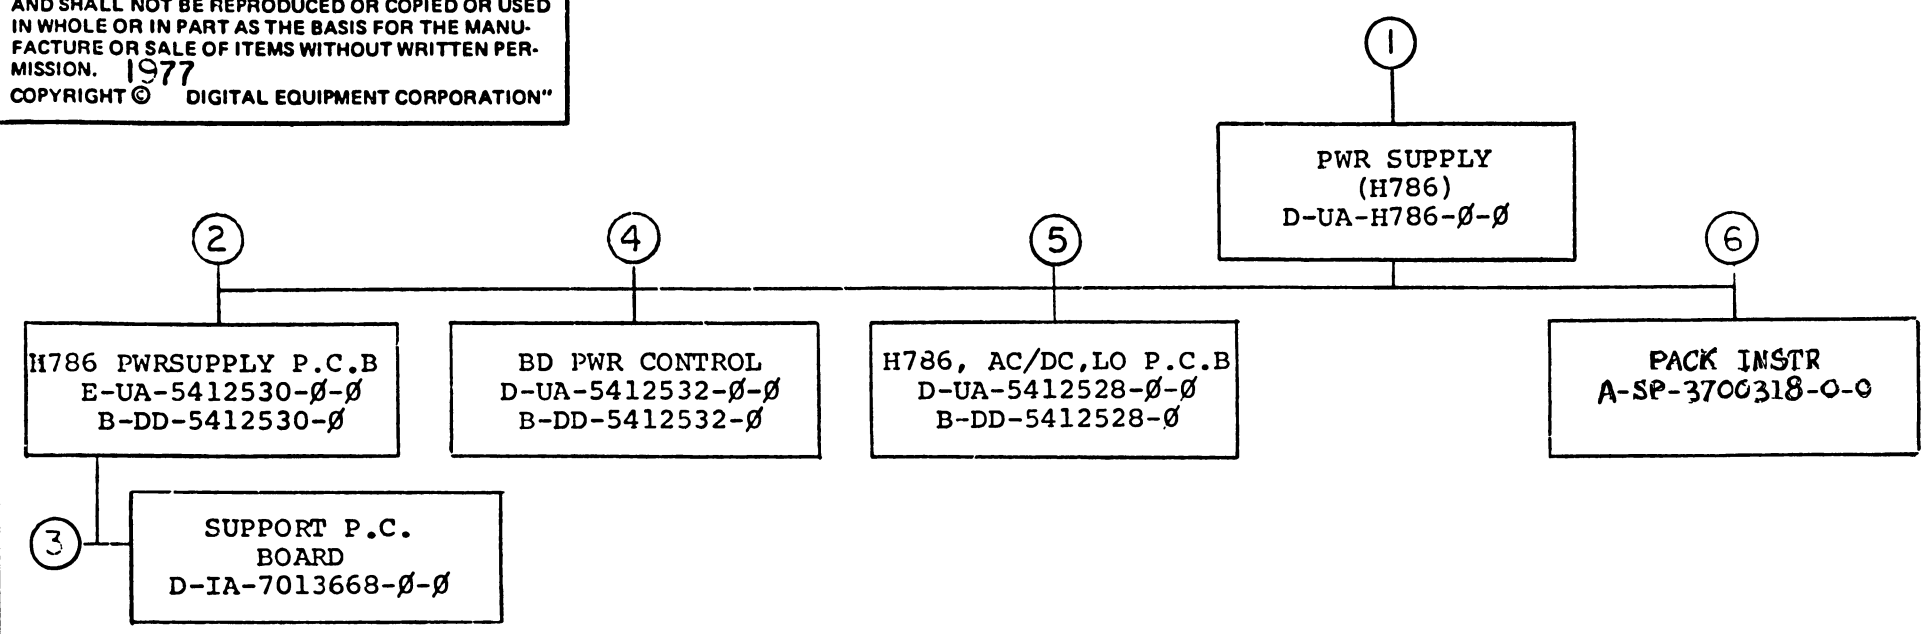 AND SHALL NOT BE REPRODUCED OR COPIED OR USED
IN WHOLE OR IN PART AS THE BASIS FOR THE MANU-
FACTURE OR SALE OF ITEMS WITHOUT WRITTEN PER-
MISSION. 1977
COPYRIGHT © DIGITAL EQUIPMENT CORPORATION"
1
PWR SUPPLY
(H786)
D-UA-H786-Ø-Ø
2
H786 PWRSUPPLY P.C.B
E-UA-5412530-Ø-Ø
B-DD-5412530-Ø
3
SUPPORT P.C.
BOARD
D-IA-7013668-Ø-Ø
4
BD PWR CONTROL
D-UA-5412532-Ø-Ø
B-DD-5412532-Ø
5
H786, AC/DC,LO P.C.B
D-UA-5412528-Ø-Ø
B-DD-5412528-Ø
6
PACK INSTR
A-SP-3700318-0-0